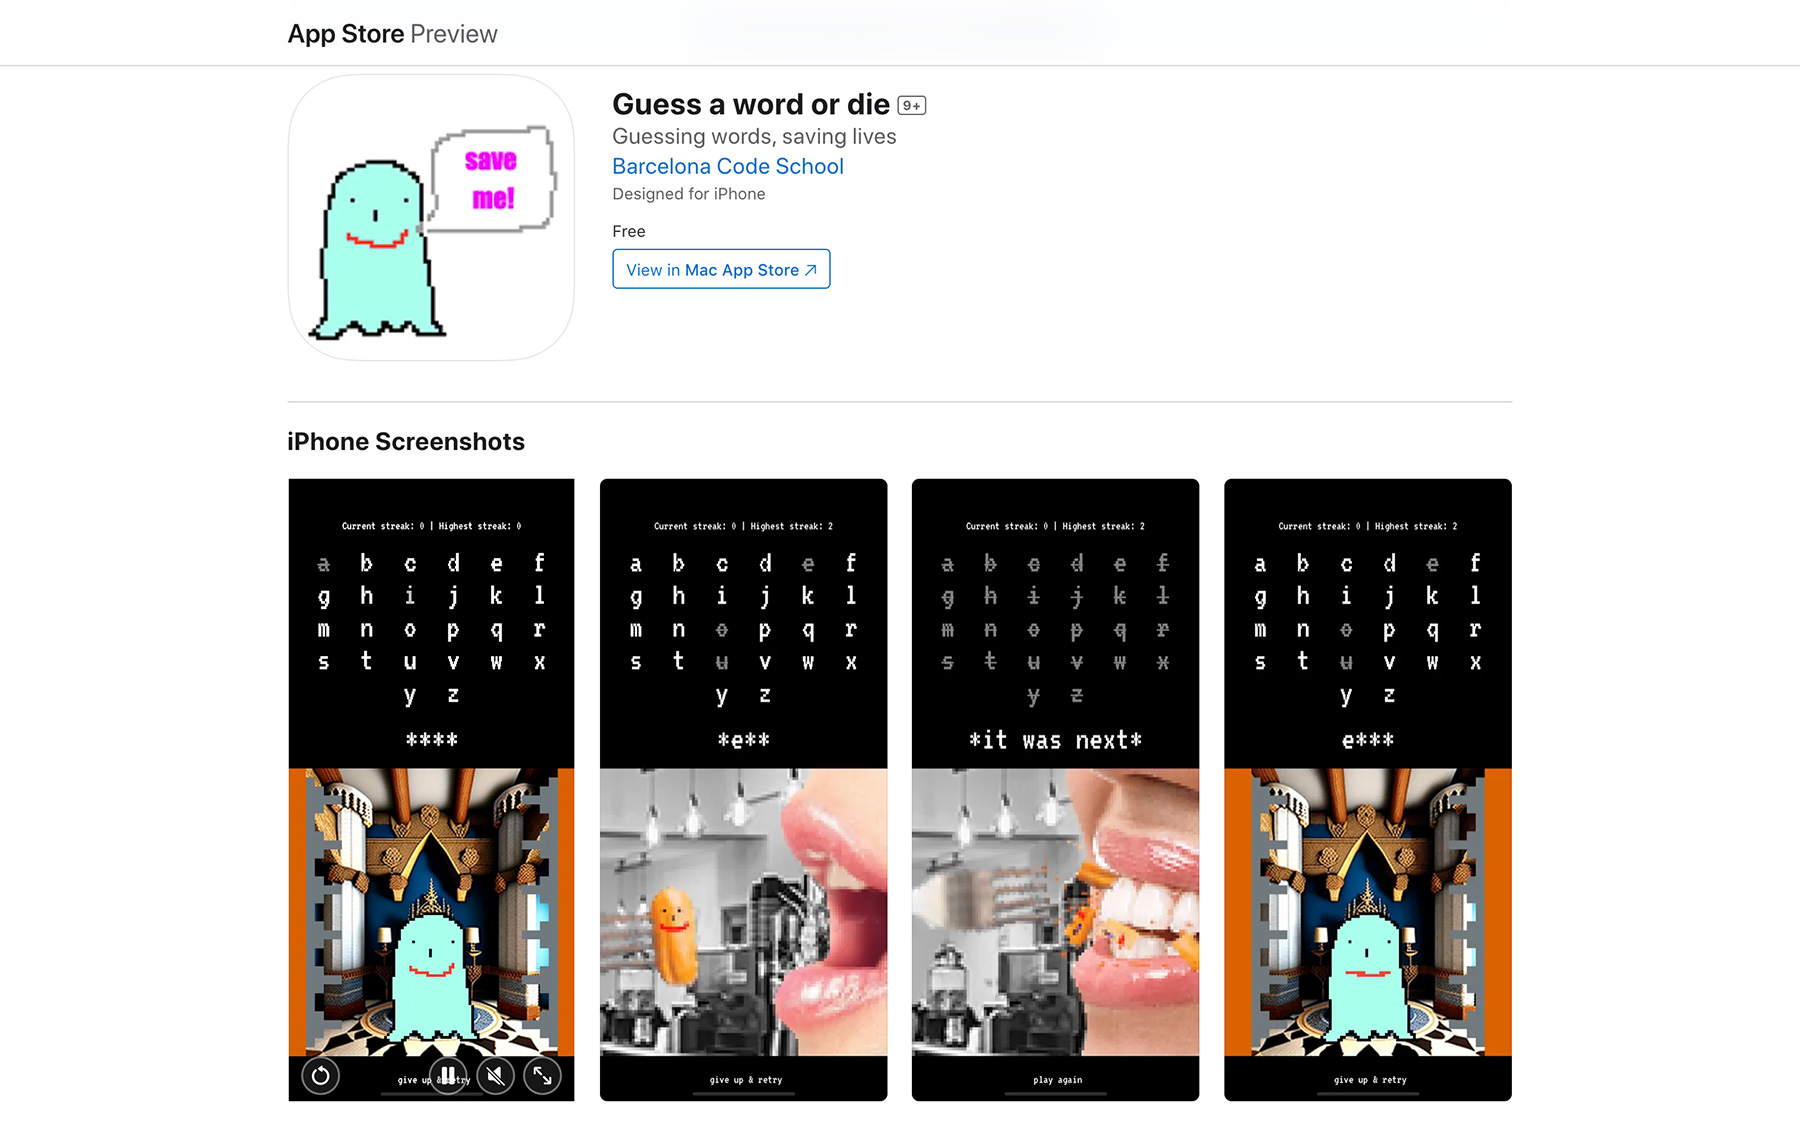 App Store Preview
save
me!
Guess a word or die 9+
Guessing words, saving lives
Barcelona Code School
Designed for iPhone
Free
View in Mac App Store ↗
iPhone Screenshots
Current streak: 0 | Highest streak: 0
a b c d e f
g h i j k l
m n o p q r
s t u v w x
y z
****
give up & retry
Current streak: 0 | Highest streak: 2
a b c d e f
g h i j k l
m n o p q r
s t u v w x
y z
*e**
give up & retry
Current streak: 0 | Highest streak: 2
a b c d e f
g h i j k l
m n o p q r
s t u v w x
y z
*it was next*
play again
Current streak: 0 | Highest streak: 2
a b c d e f
g h i j k l
m n o p q r
s t u v w x
y z
e***
give up & retry